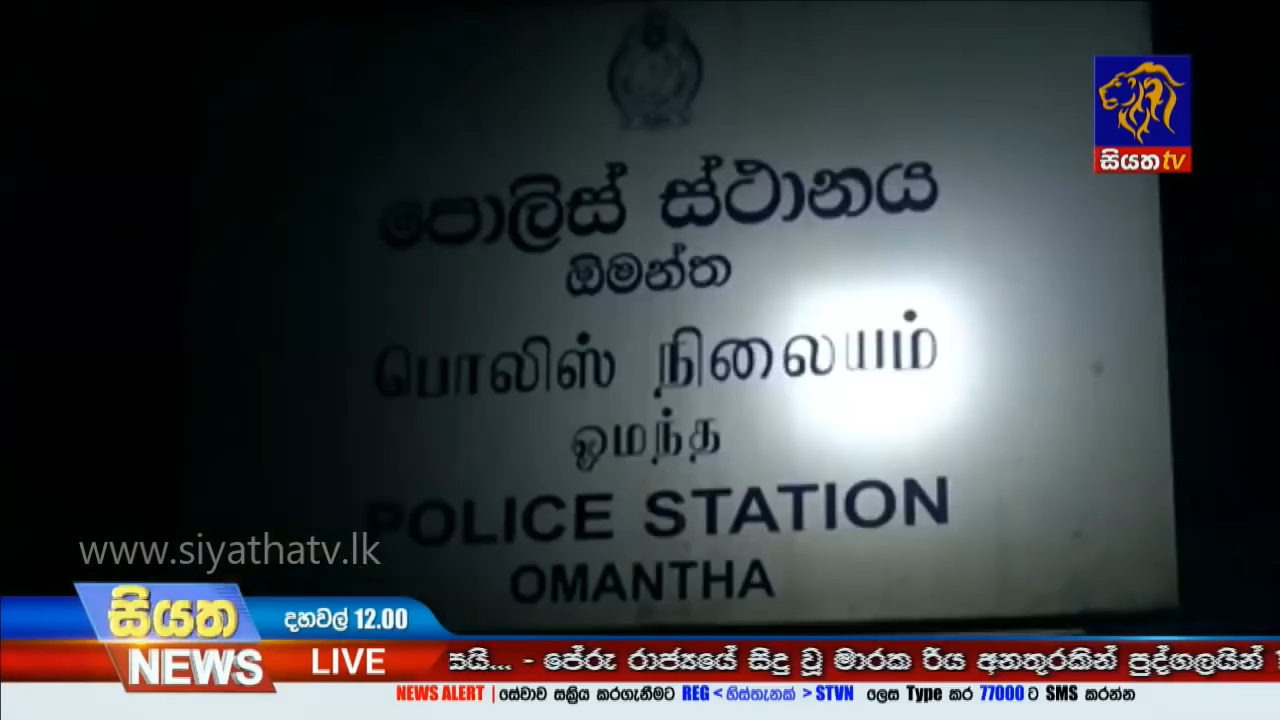 පොලිස් ස්ථානය
ඕමන්ත
பொலிஸ் நிலையம்
ஓமந்த
POLICE STATION
OMANTHA
සියත tv
www.siyathatv.lk
සියත
NEWS
දහවල් 12.00
LIVE
සයි... - පේරු රාජ්‍යයේ සිදු වූ මාරක රිය අනතුරකින් පුද්ගලයින්
NEWS ALERT | සේවාව සක්‍රිය කරගැනීමට REG < හිස්තැනක් > STVN ලෙස Type කර 77000 ට SMS කරන්න